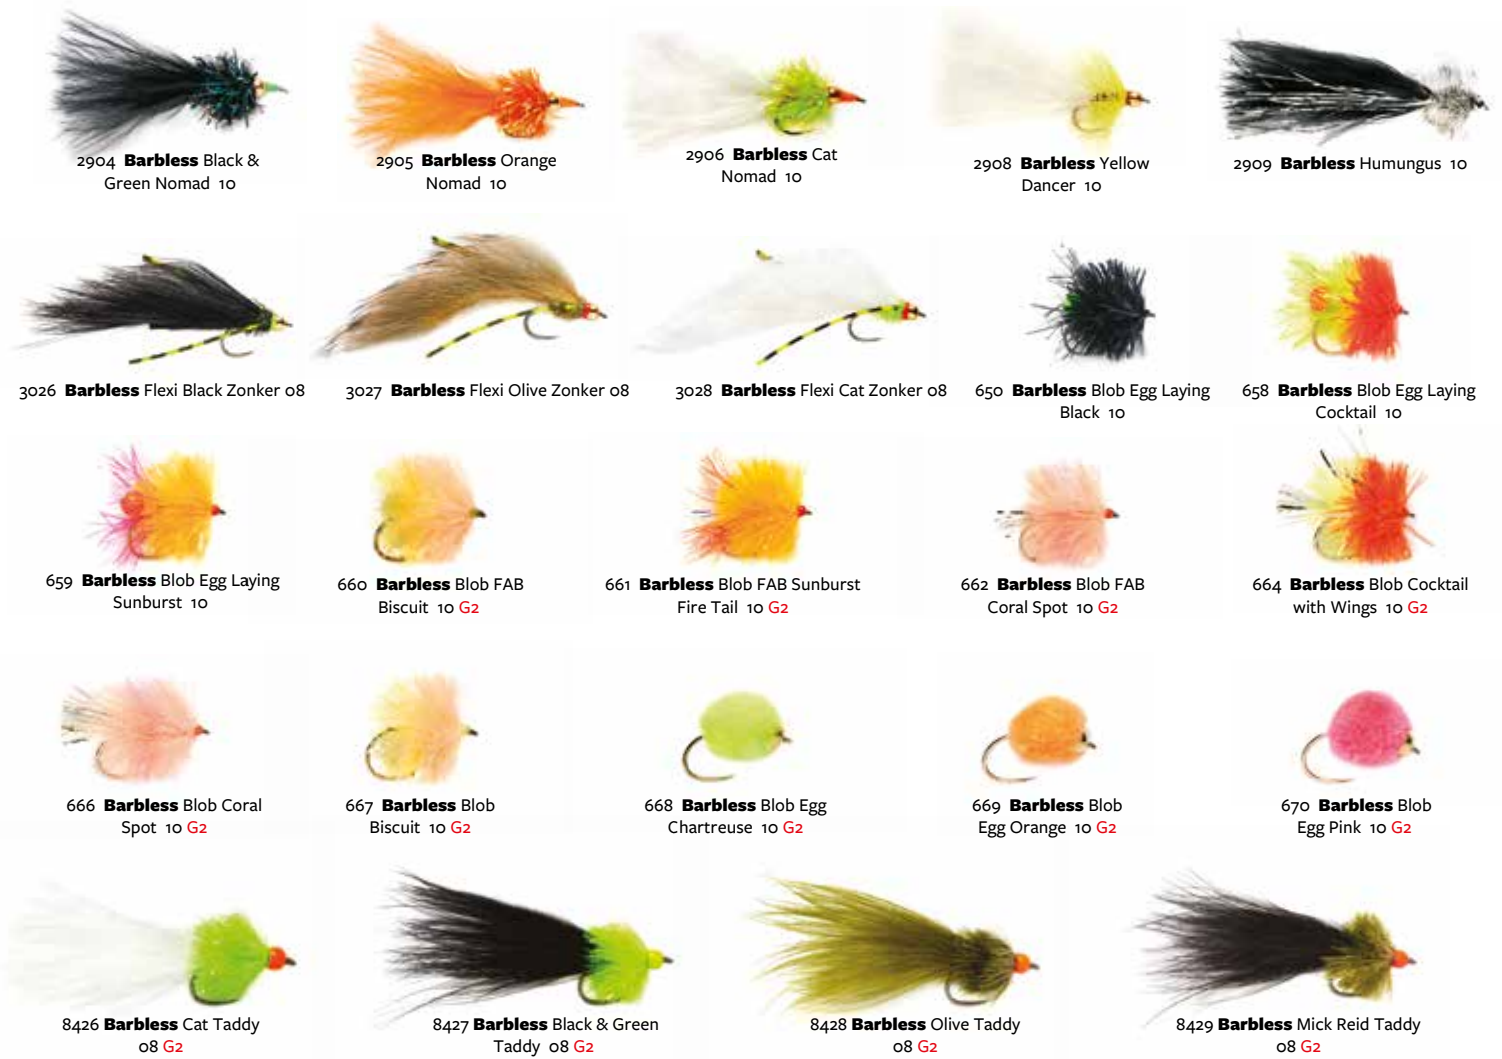 2904 Barbless Black &
Green Nomad 10
2905 Barbless Orange
Nomad 10
2906 Barbless Cat
Nomad 10
2908 Barbless Yellow
Dancer 10
2909 Barbless Humungus 10
3026 Barbless Flexi Black Zonker 08
3027 Barbless Flexi Olive Zonker 08
3028 Barbless Flexi Cat Zonker 08
650 Barbless Blob Egg Laying
Black 10
658 Barbless Blob Egg Laying
Cocktail 10
659 Barbless Blob Egg Laying
Sunburst 10
660 Barbless Blob FAB
Biscuit 10 G2
661 Barbless Blob FAB Sunburst
Fire Tail 10 G2
662 Barbless Blob FAB
Coral Spot 10 G2
664 Barbless Blob Cocktail
with Wings 10 G2
666 Barbless Blob Coral
Spot 10 G2
667 Barbless Blob
Biscuit 10 G2
668 Barbless Blob Egg
Chartreuse 10 G2
669 Barbless Blob
Egg Orange 10 G2
670 Barbless Blob
Egg Pink 10 G2
8426 Barbless Cat Taddy
08 G2
8427 Barbless Black & Green
Taddy 08 G2
8428 Barbless Olive Taddy
08 G2
8429 Barbless Mick Reid Taddy
08 G2